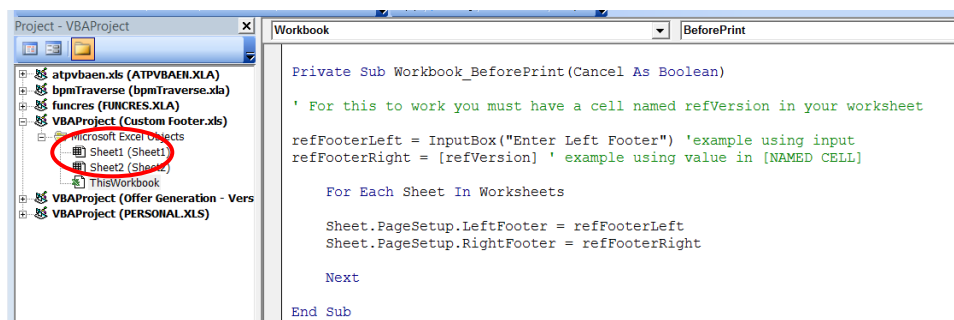 Project - VBAProject
atpvbaen.xls (ATPVBAEN.XLA)
bpmTraverse (bpmTraverse.xla)
funcres (FUNCRES.XLA)
VBAProject (Custom Footer.xls)
Microsoft Excel Objects
Sheet1 (Sheet1)
Sheet2 (Sheet2)
ThisWorkbook
VBAProject (Offer Generation - Vers
VBAProject (PERSONAL.XLS)
Workbook
BeforePrint
Private Sub Workbook_BeforePrint(Cancel As Boolean)
' For this to work you must have a cell named refVersion in your worksheet
refFooterLeft = InputBox("Enter Left Footer") 'example using input
refFooterRight = [refVersion] ' example using value in [NAMED CELL]
For Each Sheet In Worksheets
Sheet.PageSetup.LeftFooter = refFooterLeft
Sheet.PageSetup.RightFooter = refFooterRight
Next
End Sub